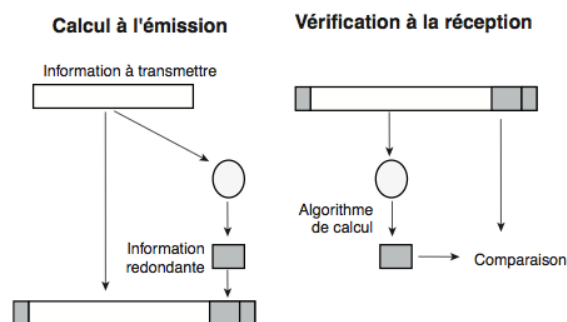 Calcul à l'émission
Information à transmettre
Information
redondante
Vérification à la réception
Algorithme
de calcul
Comparaison